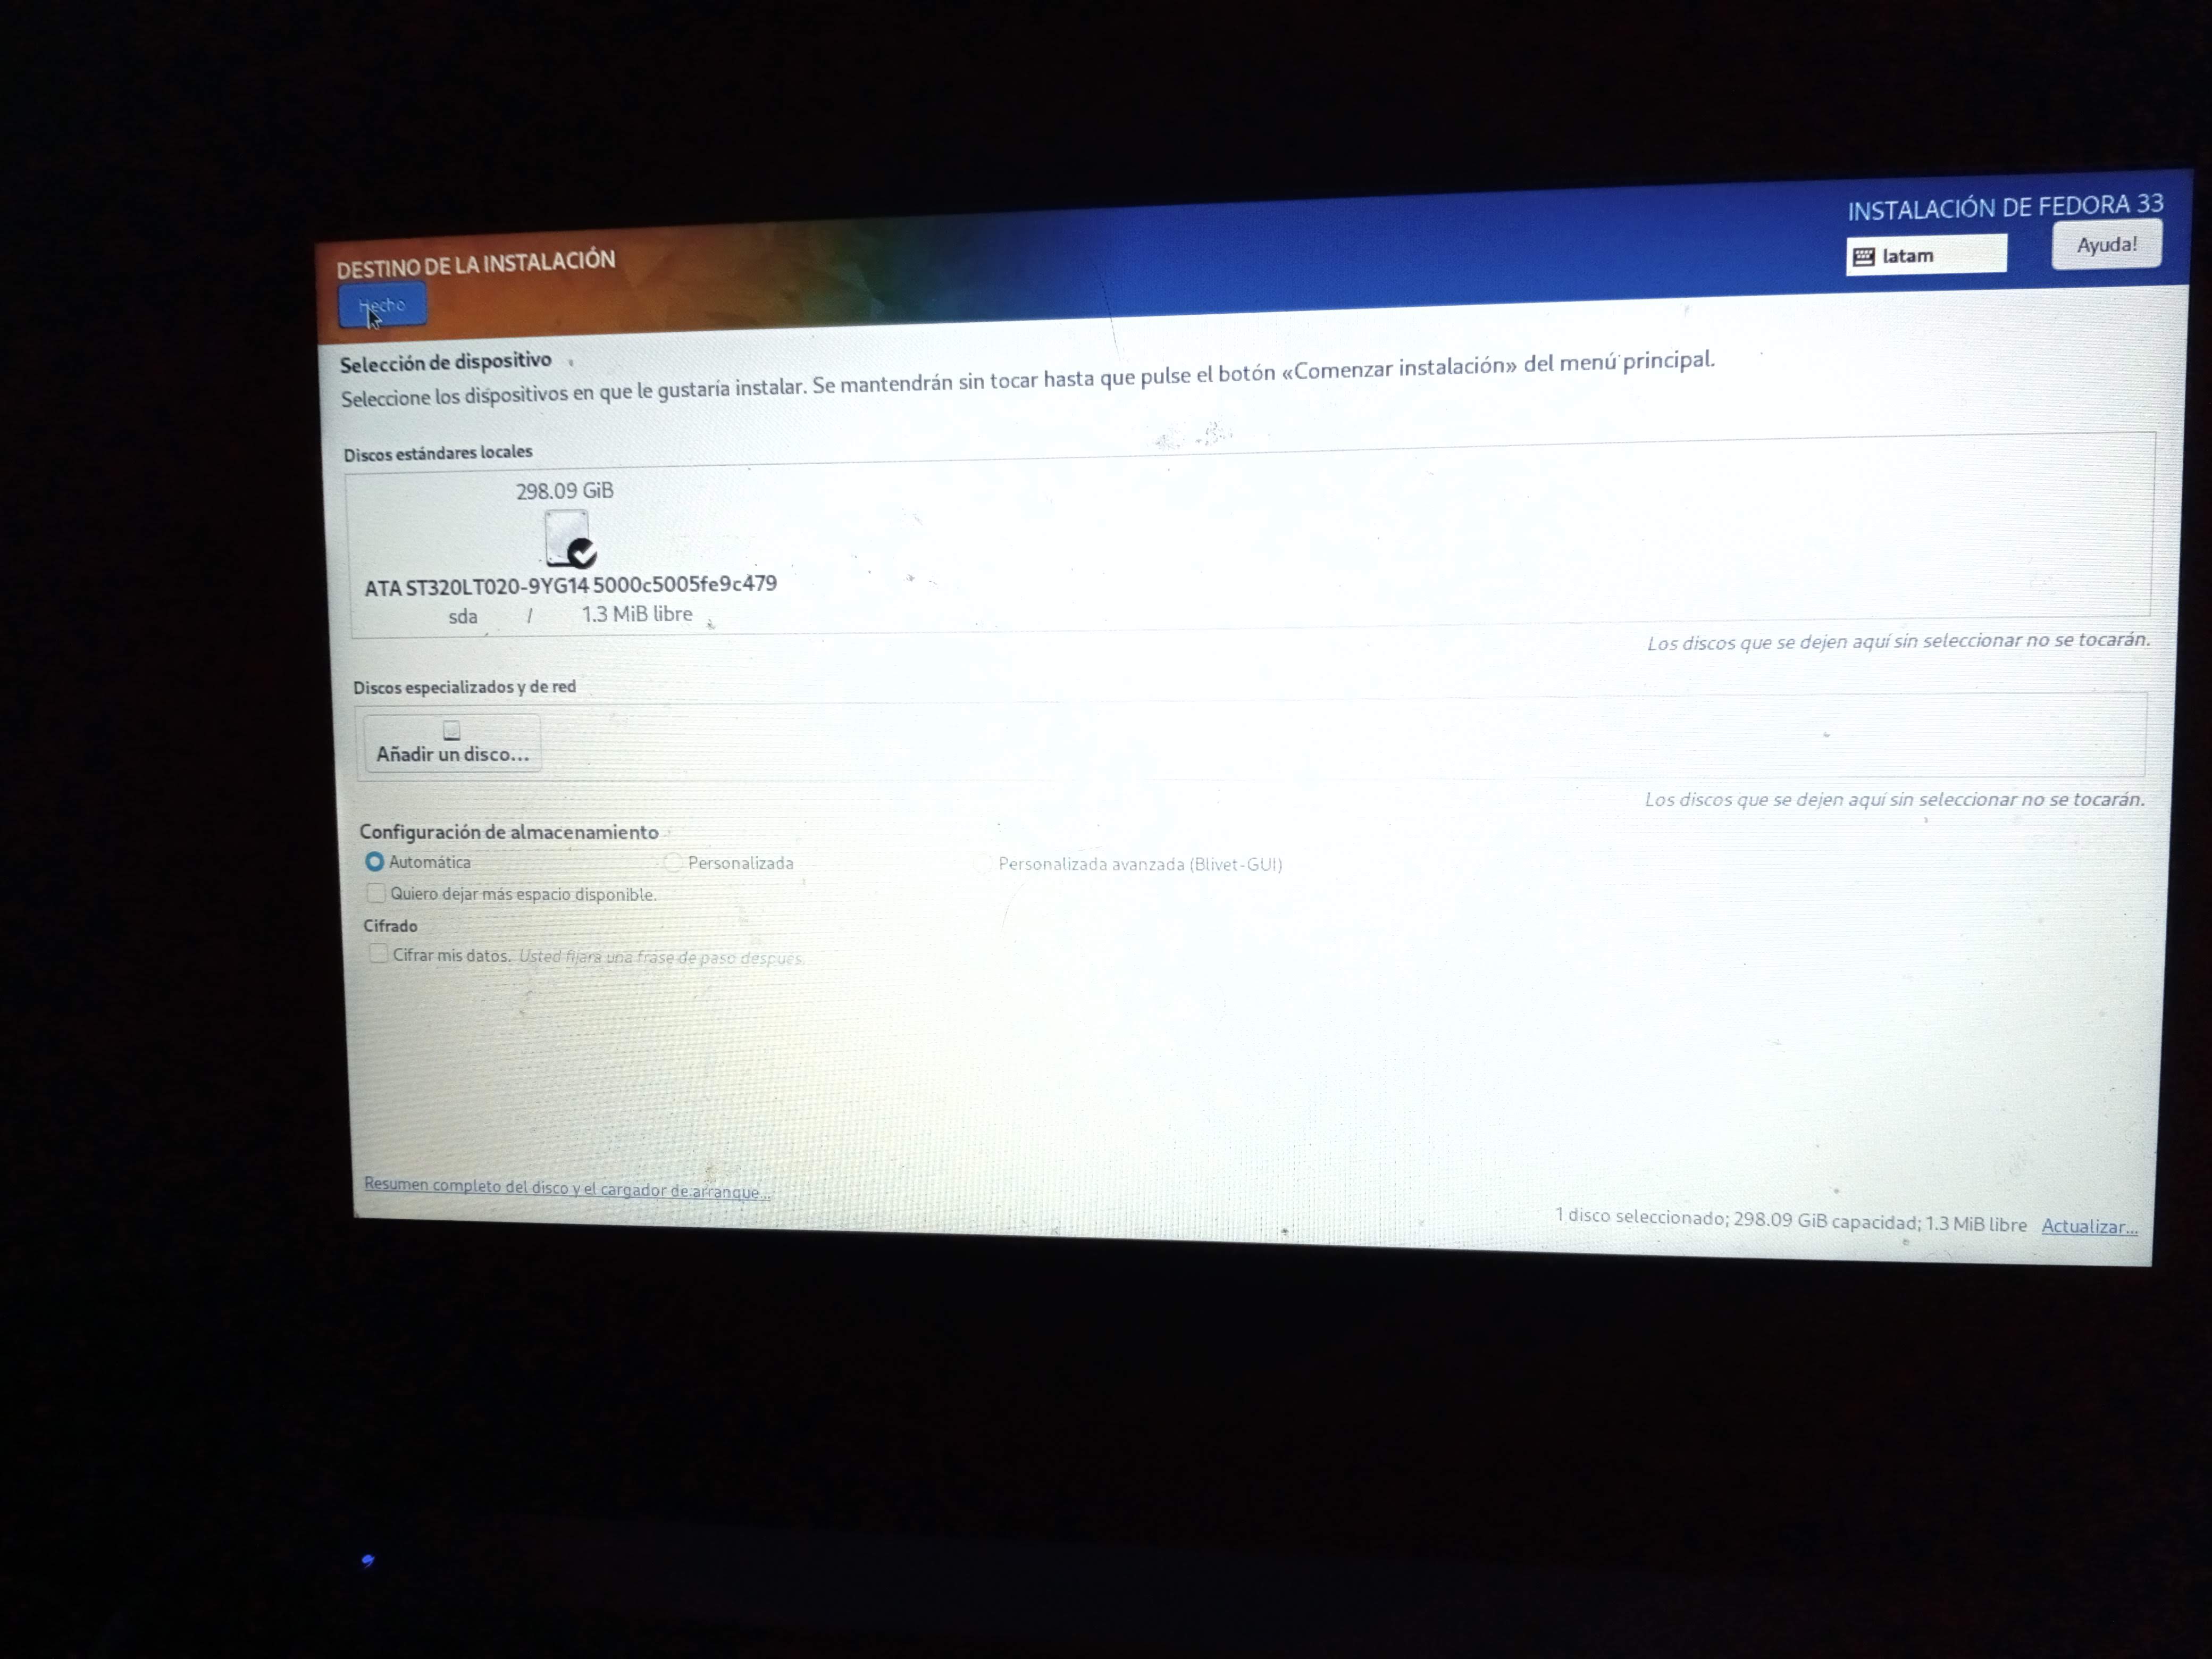 DESTINO DE LA INSTALACIÓN
INSTALACIÓN DE FEDORA 33
Hecho
latam
Ayuda!
Selección de dispositivo
Seleccione los dispositivos en que le gustaría instalar. Se mantendrán sin tocar hasta que pulse el botón «Comenzar instalación» del menú principal.
Discos estándares locales
298.09 GiB
ATA ST320LT020-9YG14 5000c5005fe9c479
sda / 1.3 MiB libre
Los discos que se dejen aquí sin seleccionar no se tocarán.
Discos especializados y de red
Añadir un disco...
Los discos que se dejen aquí sin seleccionar no se tocarán.
Configuración de almacenamiento
Automática Personalizada Personalizada avanzada (Blivet-GUI)
Quiero dejar más espacio disponible.
Cifrado
Cifrar mis datos. Usted fijará una frase de paso después.
Resumen completo del disco y el cargador de arranque...
1 disco seleccionado; 298.09 GiB capacidad; 1.3 MiB libre Actualizar...